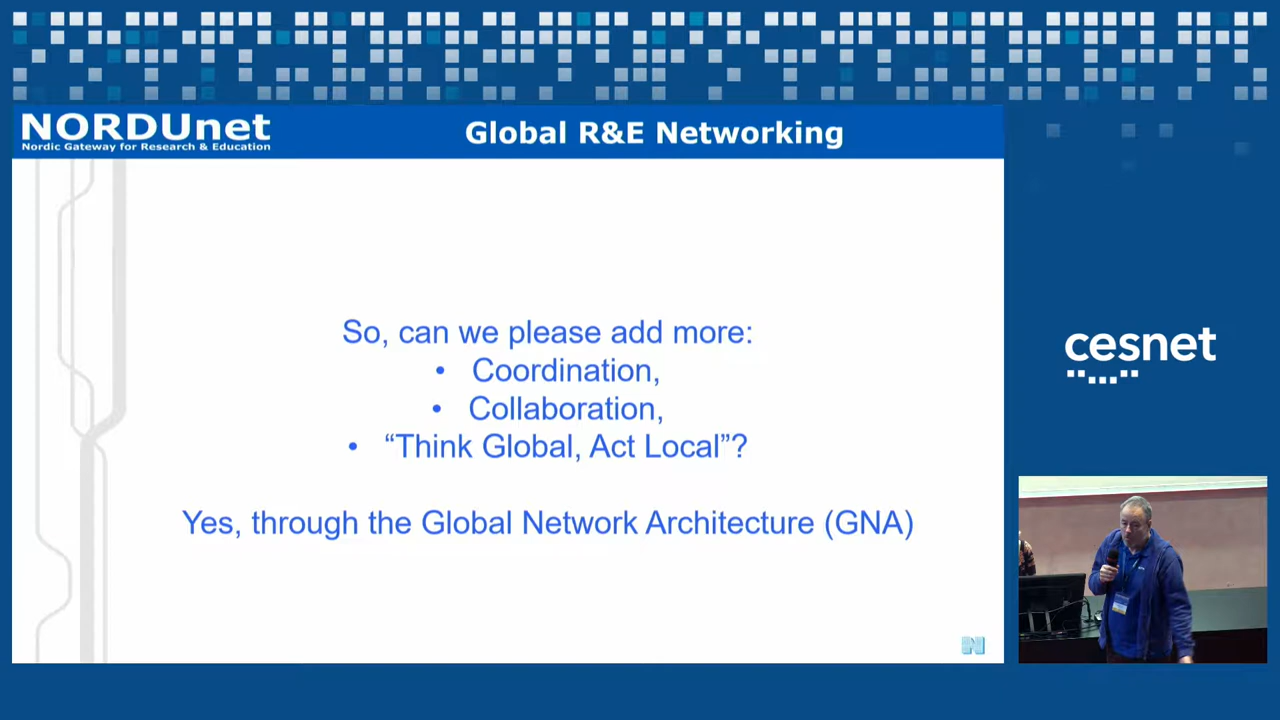 NORDUnet
Nordic Gateway for Research & Education
Global R&E Networking
So, can we please add more:
• Coordination,
• Collaboration,
• “Think Global, Act Local”?
Yes, through the Global Network Architecture (GNA)
cesnet